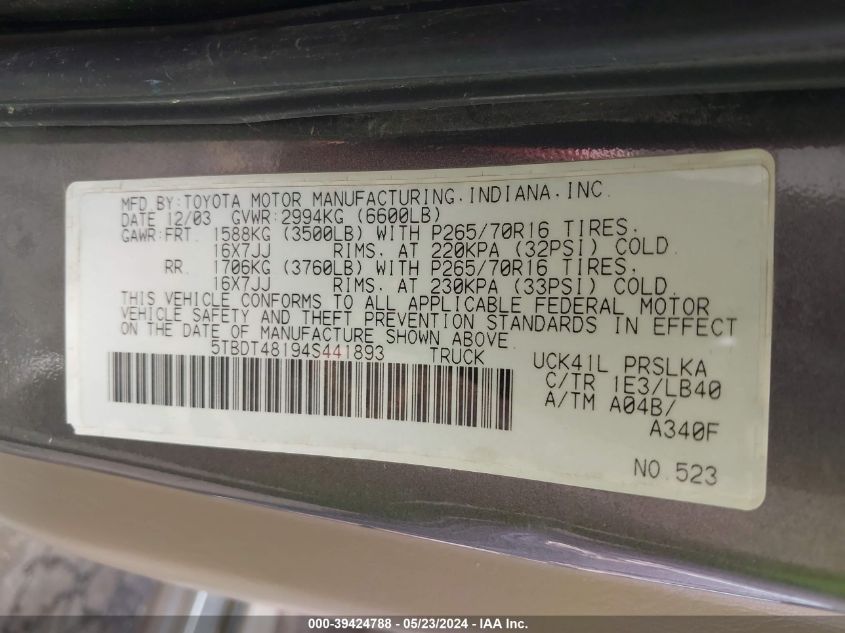 MFD.BY:TOYOTA MOTOR MANUFACTURING.INDIANA.INC.
DATE 12/03 GVWR:2994KG (6600LB)
GAWR:FRT 1588KG (3500LB) WITH P265/70R16 TIRES.
16X7JJ RIMS. AT 220KPA (32PSI) COLD.
RR 1706KG (3760LB) WITH P265/70R16 TIRES.
16X7JJ RIMS. AT 230KPA (33PSI) COLD.
THIS VEHICLE CONFORMS TO ALL APPLICABLE FEDERAL MOTOR
VEHICLE SAFETY AND THEFT PREVENTION STANDARDS IN EFFECT
ON THE DATE OF MANUFACTURE SHOWN ABOVE.
5TBDT48194S441893 TRUCK
UCK41L PRSLKA
C/TR 1E3/LB40
A/TM A04B/
A340F
NO.523
000-39424788 - 05/23/2024 - IAA Inc.